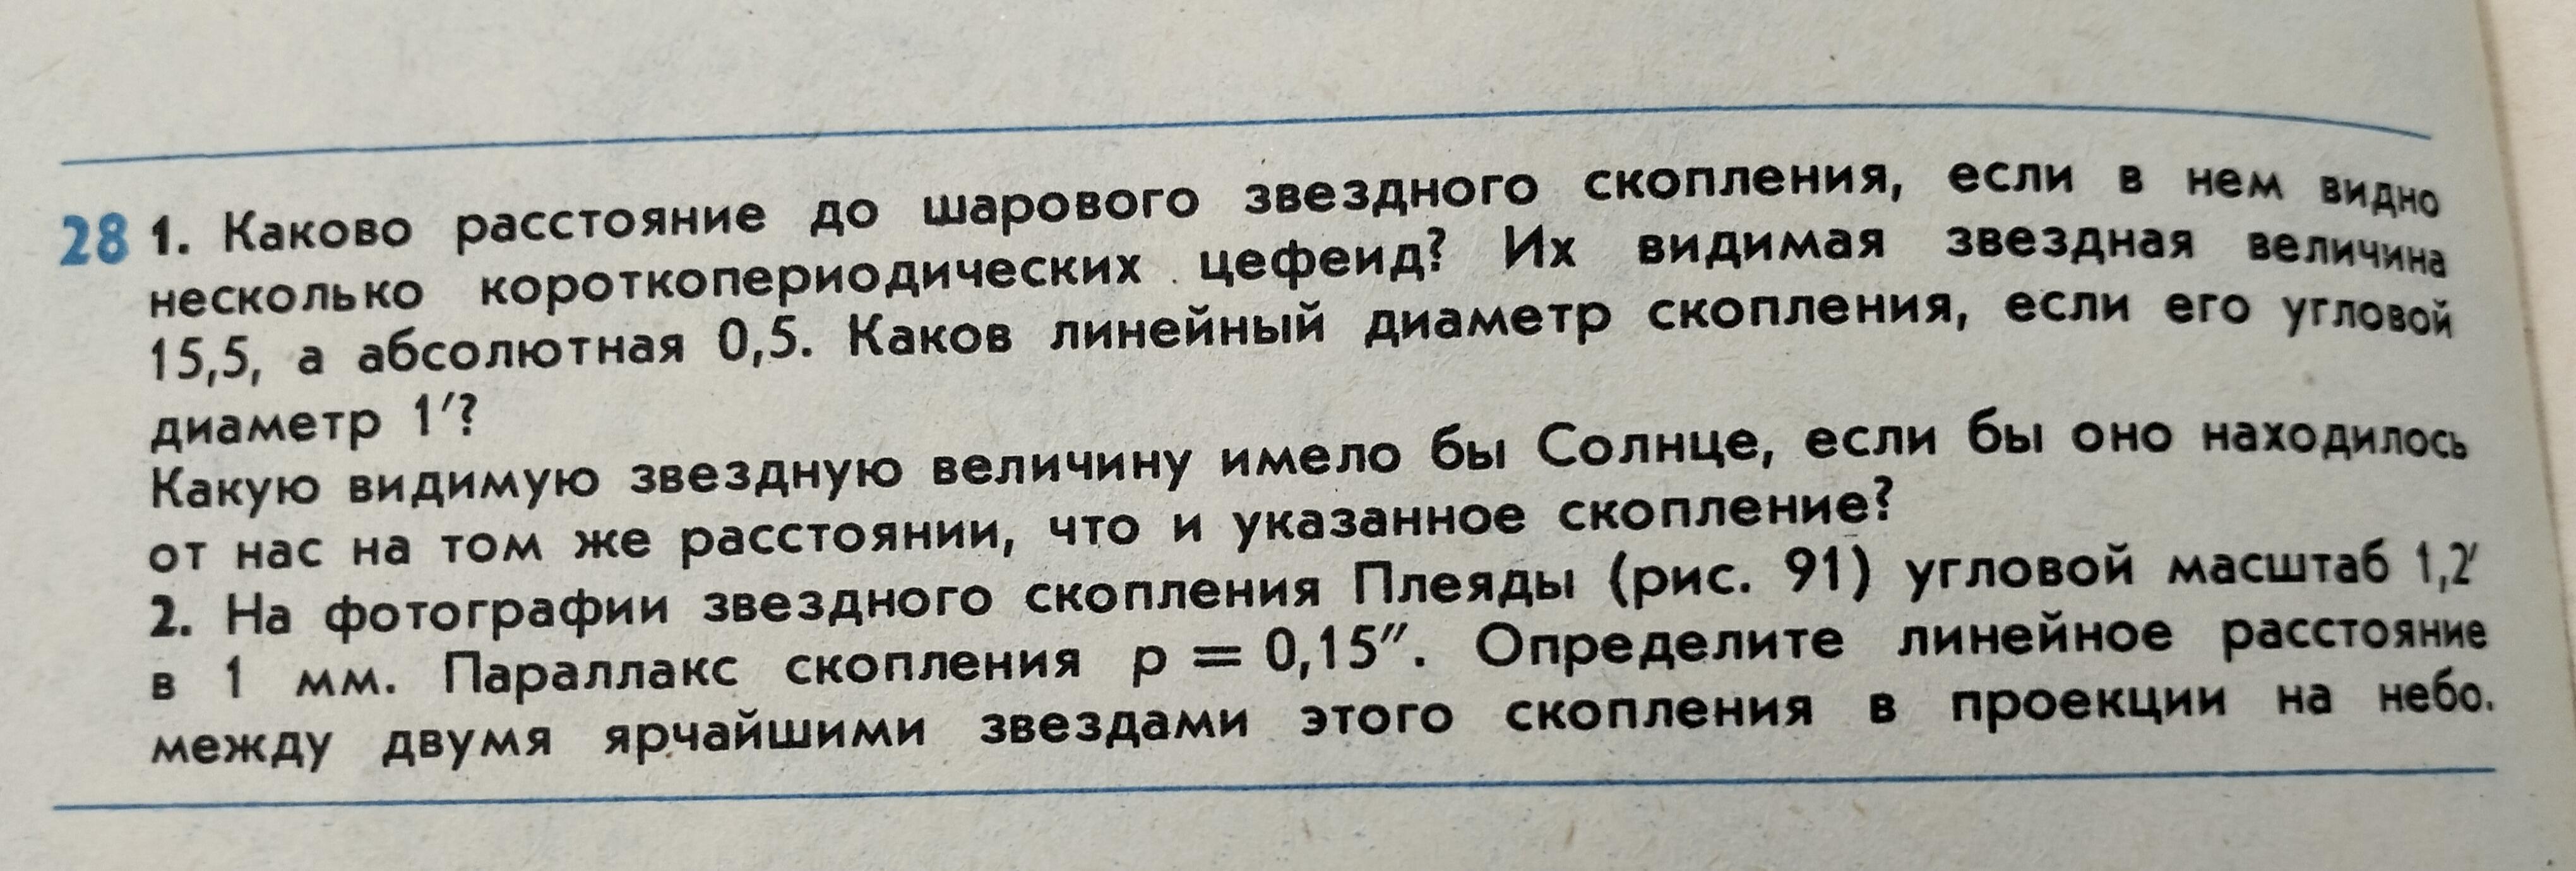 28 1. Каково расстояние до шарового звездного скопления, если в нем видно
несколько короткопериодических цефеид? Их видимая звездная величина
15,5, а абсолютная 0,5. Каков линейный диаметр скопления, если его угловой
диаметр 1′?
Какую видимую звездную величину имело бы Солнце, если бы оно находилось
от нас на том же расстоянии, что и указанное скопление?
2. На фотографии звездного скопления Плеяды (рис. 91) угловой масштаб 1,2′
в 1 мм. Параллакс скопления p = 0,15″. Определите линейное расстояние
между двумя ярчайшими звездами этого скопления в проекции на небо.